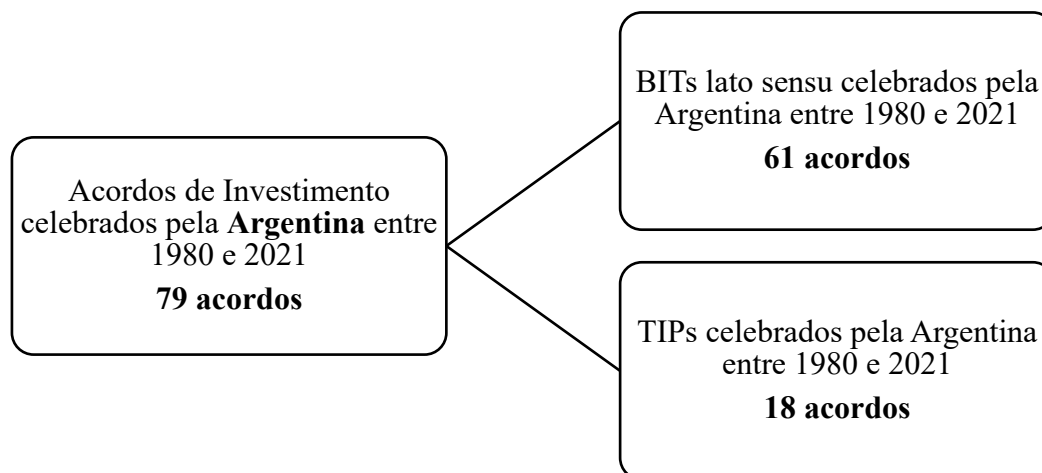 Acordos de Investimento
celebrados pela Argentina entre
1980 e 2021
79 acordos
BITs lato sensu celebrados pela
Argentina entre 1980 e 2021
61 acordos
TIPs celebrados pela Argentina
entre 1980 e 2021
18 acordos